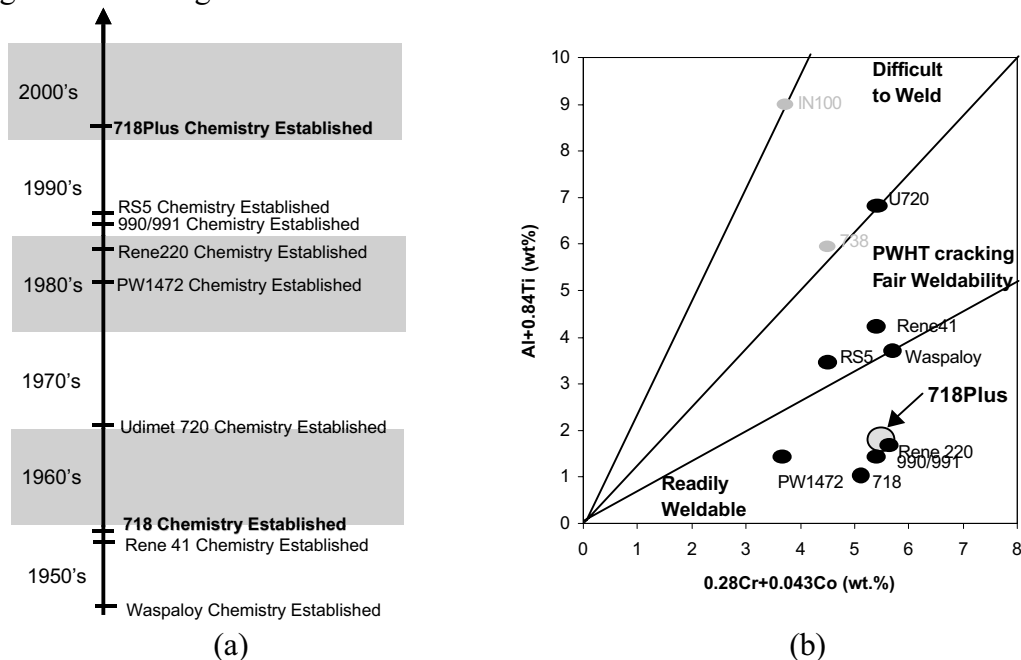 2000's
718Plus Chemistry Established
1990's
RS5 Chemistry Established
990/991 Chemistry Established
Rene220 Chemistry Established
1980's
PW1472 Chemistry Established
1970's
Udimet 720 Chemistry Established
1960's
718 Chemistry Established
Rene 41 Chemistry Established
1950's
Waspaloy Chemistry Established
(a)
Al+0.84Ti (wt%)
10
9
8
7
6
5
4
3
2
1
0
Difficult
to Weld
IN100
U720
738
PWHT cracking
Fair Weldability
Rene41
RS5
Waspaloy
718Plus
Rene 220
990/991
PW1472
718
Readily
Weldable
0 1 2 3 4 5 6 7 8
0.28Cr+0.043Co (wt.%)
(b)